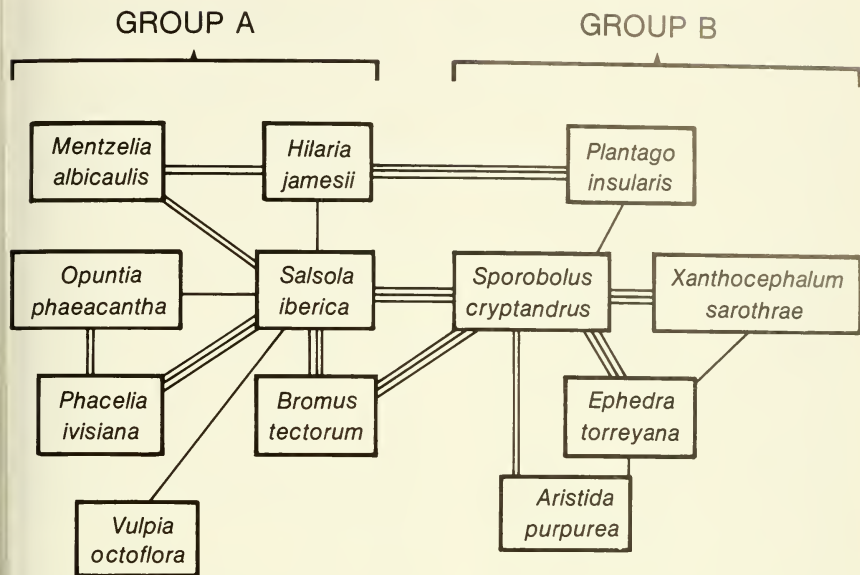 GROUP A
GROUP B
Mentzelia
albicaulis
Hilaria
jamesii
Plantago
insularis
Opuntia
phaeacantha
Salsola
iberica
Sporobolus
cryptandrus
Xanthocephalum
sarothrae
Phacelia
ivisiana
Bromus
tectorum
Ephedra
torreyana
Vulpia
octoflora
Aristida
purpurea